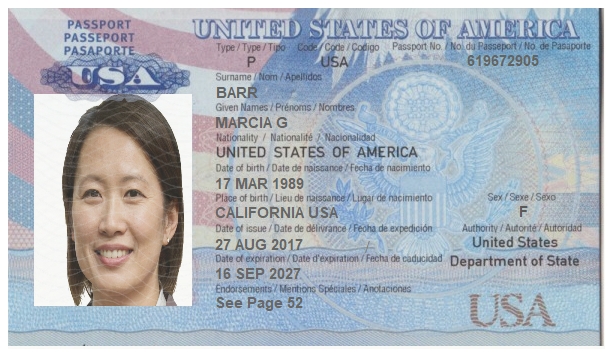 PASSPORT
PASSEPORT
PASAPORTE
USA
UNITED STATES OF AMERICA
Type / Type / Tipo Code / Code / Codigo Passport No. / No. du Passeport / No. de Pasaporte
P USA 619672905
Surname / Nom / Apellidos
BARR
Given Names / Prénoms / Nombres
MARCIA G
Nationality / Nationalité / Nacionalidad
UNITED STATES OF AMERICA
Date of birth / Date de naissance / Fecha de nacimiento
17 MAR 1989
Place of birth / Lieu de naissance / Lugar de nacimiento Sex / Sexe / Sexo
CALIFORNIA USA F
Date of issue / Date de délivrance / Fecha de expedición Authority / Autorité / Autoridad
27 AUG 2017 United States
Date of expiration / Date d'expiration / Fecha de caducidad Department of State
16 SEP 2027
Endorsements / Mentions Spéciales / Anotaciones
See Page 52
USA